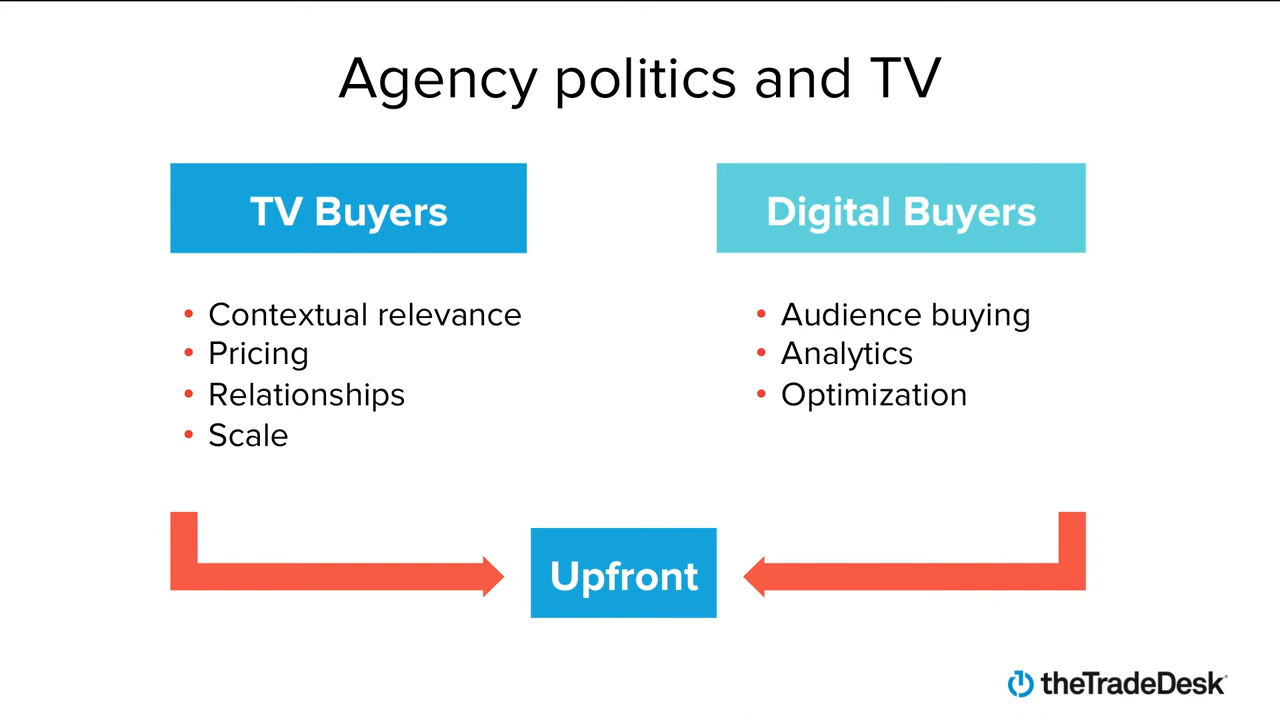 Agency politics and TV
TV Buyers
• Contextual relevance
• Pricing
• Relationships
• Scale
Digital Buyers
• Audience buying
• Analytics
• Optimization
Upfront
theTradeDesk